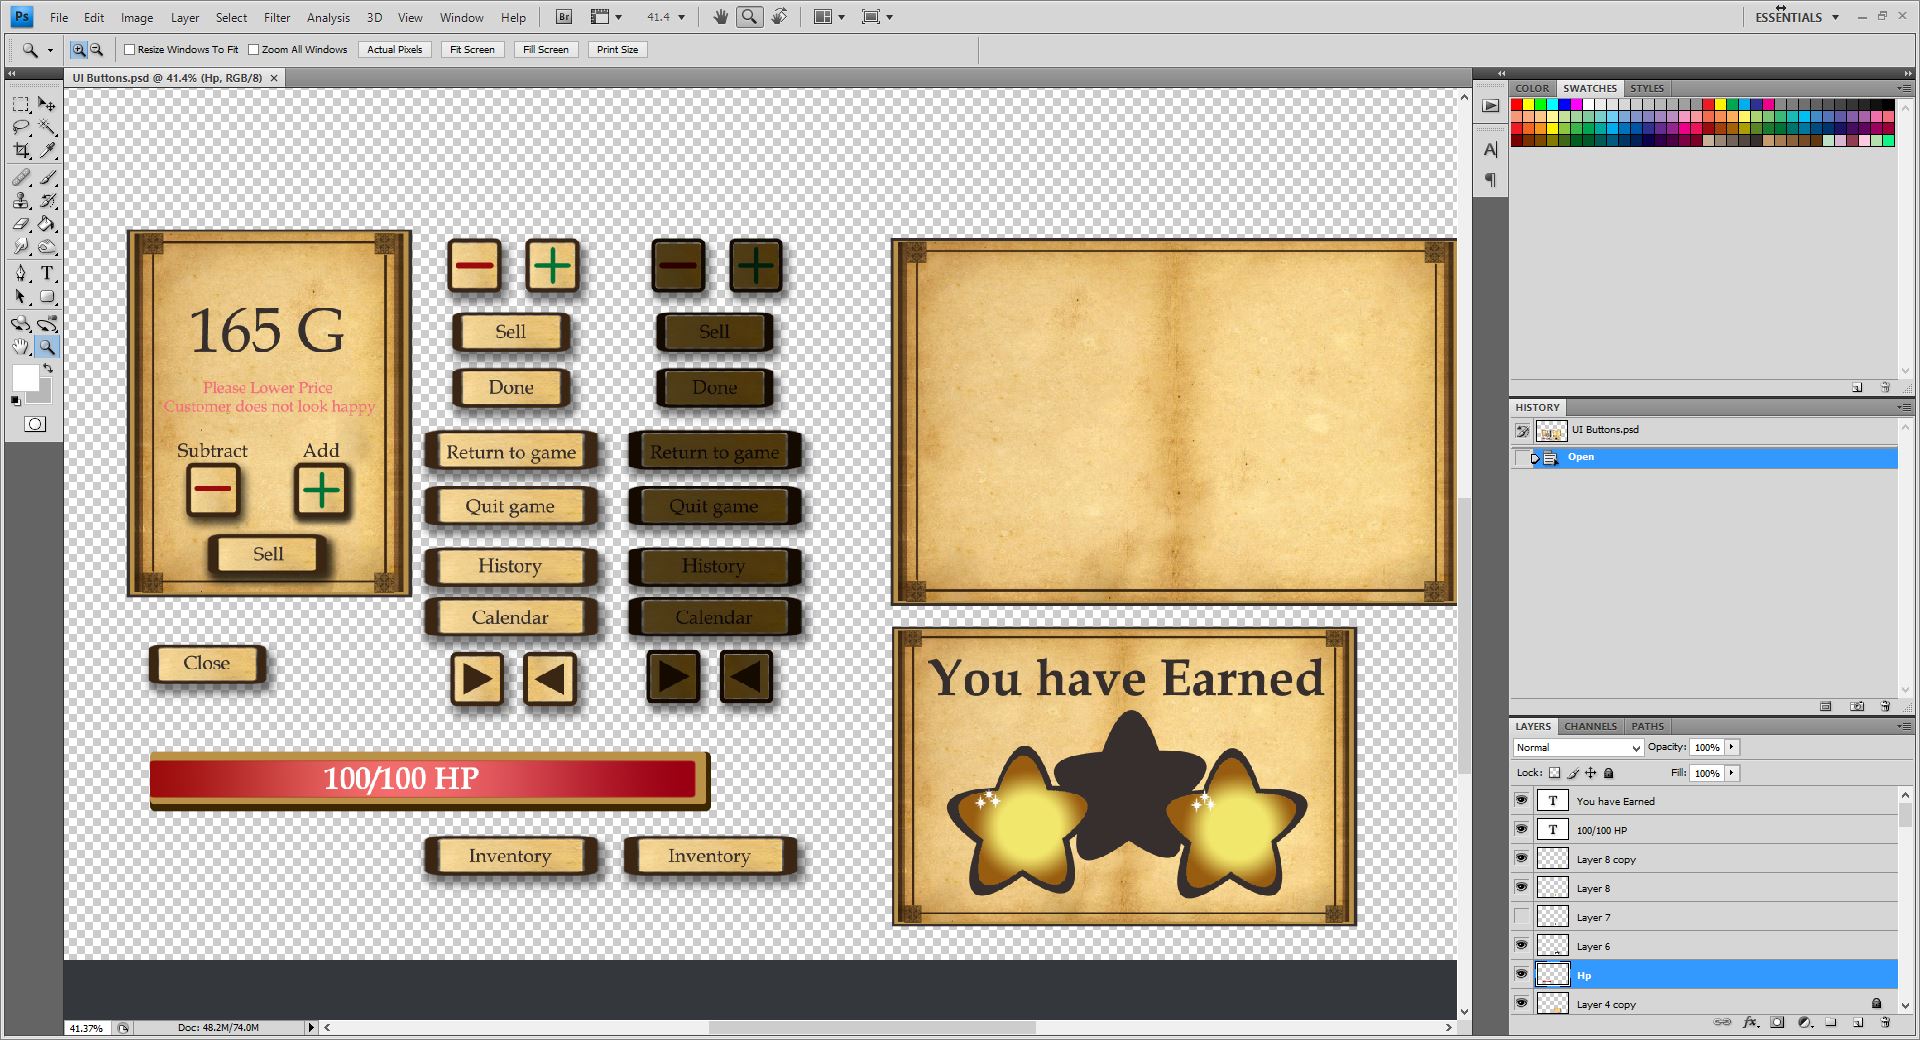 Ps File Edit Image Layer Select Filter Analysis 3D View Window Help Br 41.4 ESSENTIALS
Resize Windows To Fit Zoom All Windows Actual Pixels Fit Screen Fill Screen Print Size
UI Buttons.psd @ 41.4% (Hp, RGB/8)
165 G
Please Lower Price
Customer does not look happy
Subtract Add
Sell
Close
Sell
Done
Return to game
Quit game
History
Calendar
Sell
Done
Return to game
Quit game
History
Calendar
100/100 HP
Inventory Inventory
You have Earned
COLOR SWATCHES STYLES
HISTORY
UI Buttons.psd
Open
LAYERS CHANNELS PATHS
Normal Opacity: 100%
Lock: Fill: 100%
T You have Earned
T 100/100 HP
Layer 8 copy
Layer 8
Layer 7
Layer 6
Hp
Layer 4 copy
fx
41.37% Doc: 48.2M/74.0M